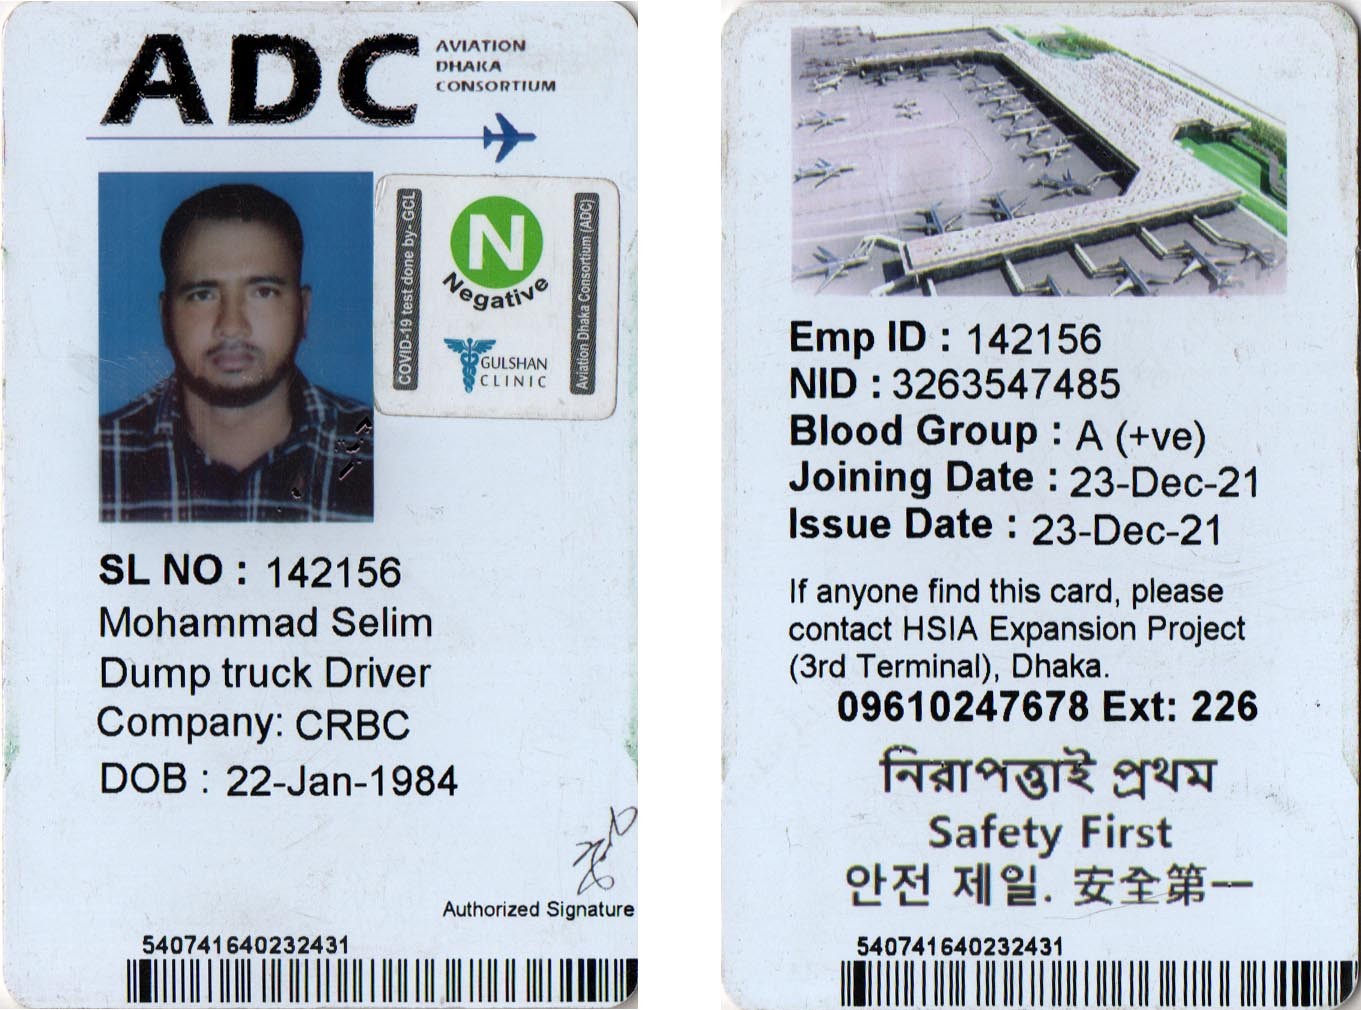 ADC
AVIATION
DHAKA
CONSORTIUM
COVID-19 test done by- GCL
N
Negative
GULSHAN
CLINIC
Aviation Dhaka Consortium (ADC)
SL NO : 142156
Mohammad Selim
Dump truck Driver
Company: CRBC
DOB : 22-Jan-1984
Authorized Signature
540741640232431
Emp ID : 142156
NID : 3263547485
Blood Group : A (+ve)
Joining Date : 23-Dec-21
Issue Date : 23-Dec-21
If anyone find this card, please
contact HSIA Expansion Project
(3rd Terminal), Dhaka.
09610247678 Ext: 226
নিরাপত্তাই প্রথম
Safety First
안전 제일. 安全第一
540741640232431